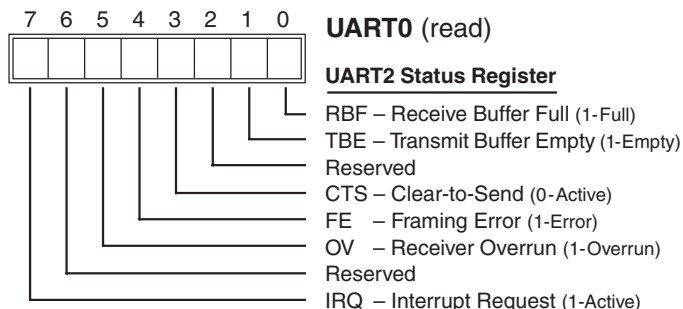 7 6 5 4 3 2 1 0
UART0 (read)
UART2 Status Register
RBF – Receive Buffer Full (1-Full)
TBE – Transmit Buffer Empty (1-Empty)
Reserved
CTS – Clear-to-Send (0-Active)
FE – Framing Error (1-Error)
OV – Receiver Overrun (1-Overrun)
Reserved
IRQ – Interrupt Request (1-Active)